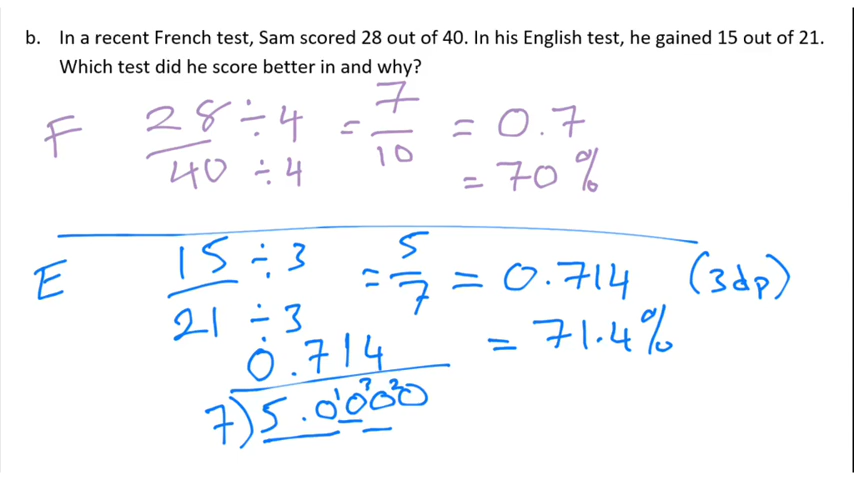 b. In a recent French test, Sam scored 28 out of 40. In his English test, he gained 15 out of 21.
Which test did he score better in and why?
F 28 ÷ 4 / 40 ÷ 4 = 7/10 = 0.7
= 70 %
E 15 ÷ 3 / 21 ÷ 3 = 5/7 = 0.714 (3dp)
= 71.4%
0.714
7)5.0000